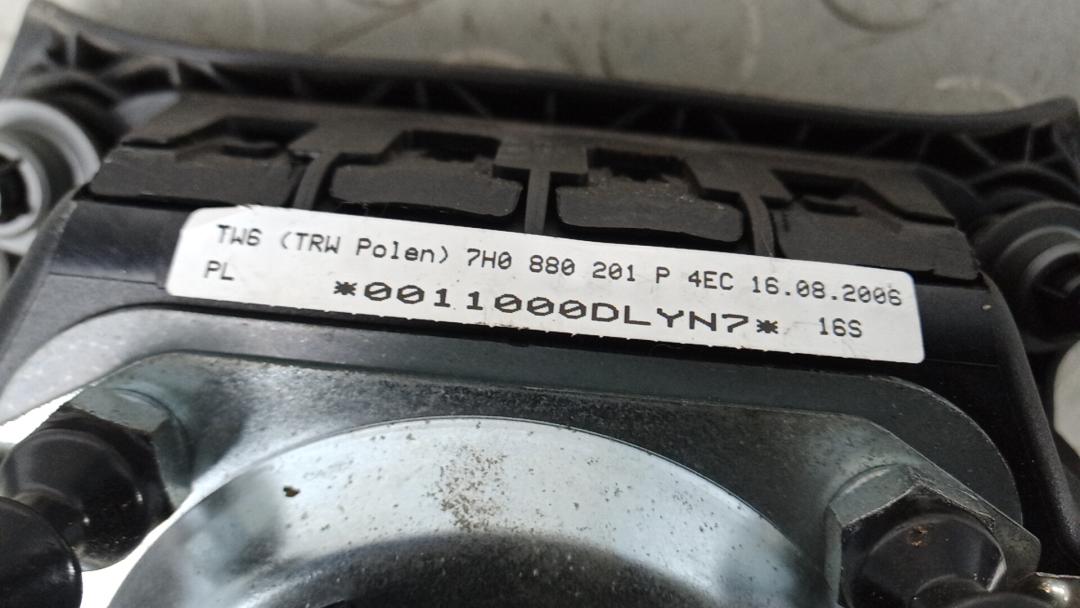 TW6 (TRW Polen) 7H0 880 201 P 4EC 16.08.2006
PL *0011000DLYN7* 16S